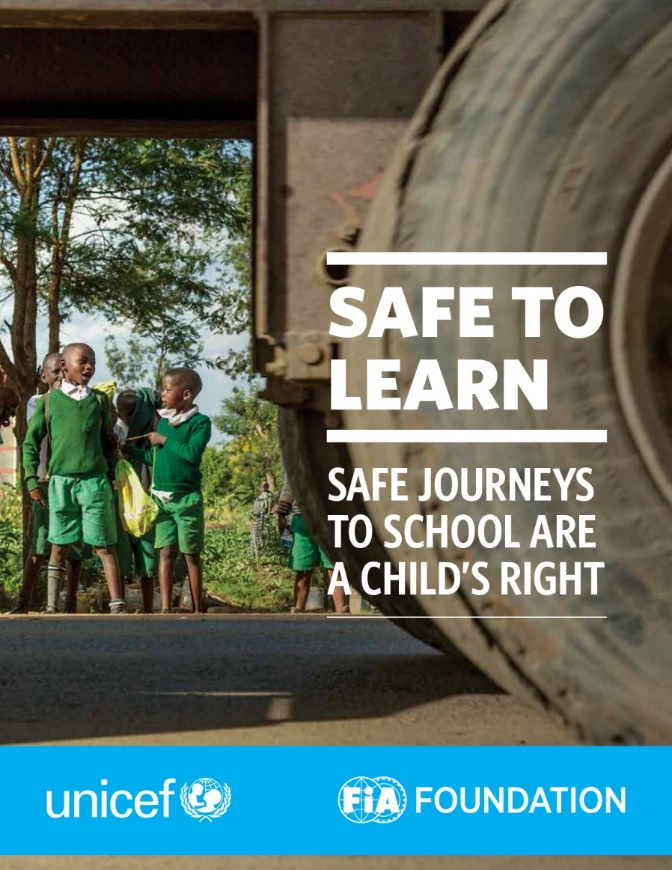 SAFE TO
LEARN
SAFE JOURNEYS
TO SCHOOL ARE
A CHILD'S RIGHT
unicef
FiA FOUNDATION